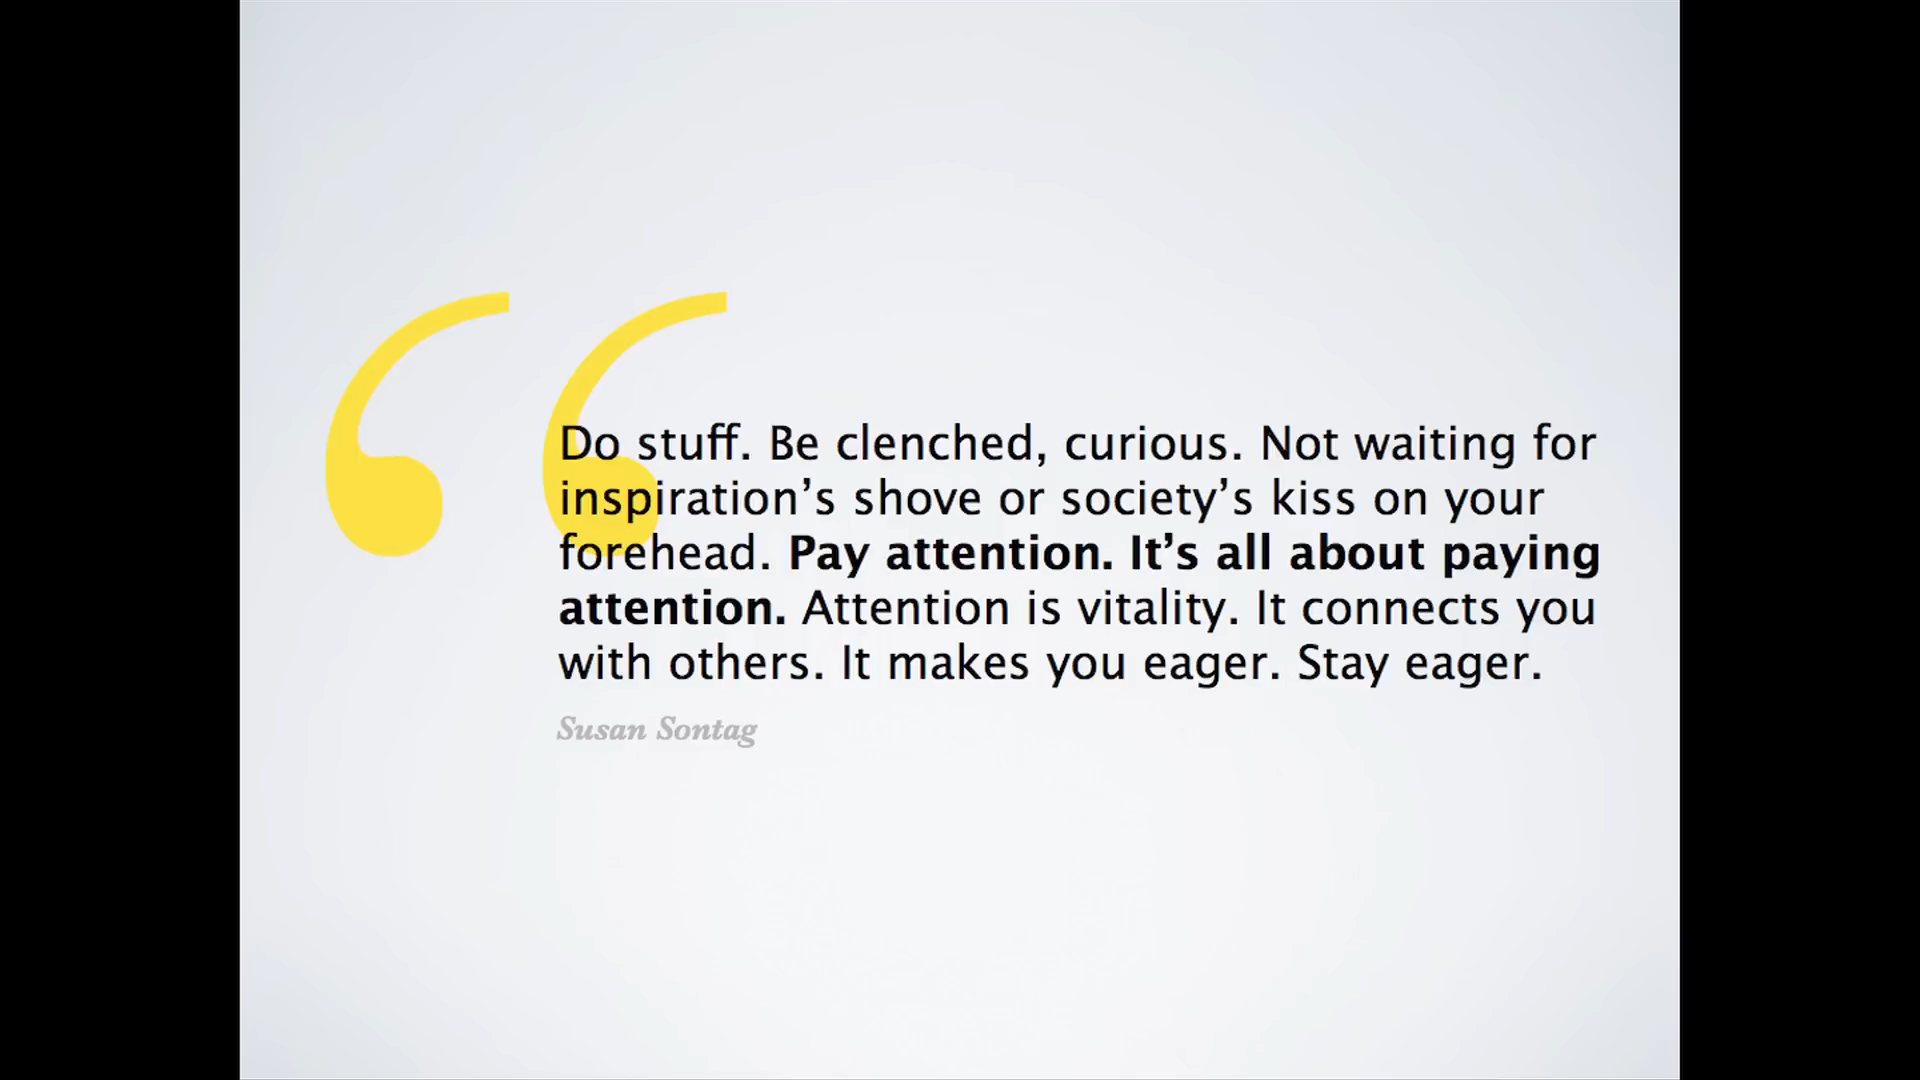 “
Do stuff. Be clenched, curious. Not waiting for
inspiration’s shove or society’s kiss on your
forehead. Pay attention. It’s all about paying
attention. Attention is vitality. It connects you
with others. It makes you eager. Stay eager.
Susan Sontag